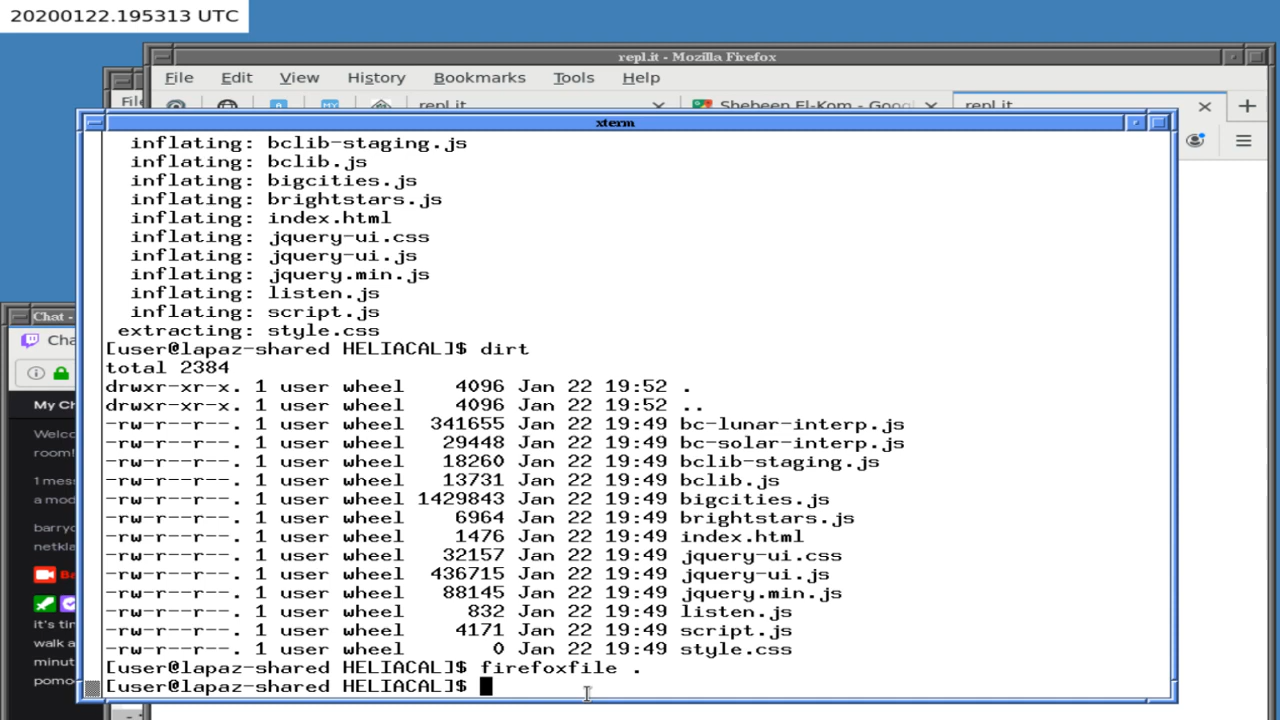 20200122.195313 UTC
repl.it - Mozilla Firefox
File Edit View History Bookmarks Tools Help
repl.it Shebeen El-Kom - Goog repl.it
xterm
inflating: bclib-staging.js
inflating: bclib.js
inflating: bigcities.js
inflating: brightstars.js
inflating: index.html
inflating: jquery-ui.css
inflating: jquery-ui.js
inflating: jquery.min.js
inflating: listen.js
inflating: script.js
extracting: style.css
[user@lapaz-shared HELIACAL]$ dirt
total 2384
drwxr-xr-x. 1 user wheel 4096 Jan 22 19:52 .
drwxr-xr-x. 1 user wheel 4096 Jan 22 19:52 ..
-rw-r--r--. 1 user wheel 341655 Jan 22 19:49 bc-lunar-interp.js
-rw-r--r--. 1 user wheel 29448 Jan 22 19:49 bc-solar-interp.js
-rw-r--r--. 1 user wheel 18260 Jan 22 19:49 bclib-staging.js
-rw-r--r--. 1 user wheel 13731 Jan 22 19:49 bclib.js
-rw-r--r--. 1 user wheel 1429843 Jan 22 19:49 bigcities.js
-rw-r--r--. 1 user wheel 6964 Jan 22 19:49 brightstars.js
-rw-r--r--. 1 user wheel 1476 Jan 22 19:49 index.html
-rw-r--r--. 1 user wheel 32157 Jan 22 19:49 jquery-ui.css
-rw-r--r--. 1 user wheel 436715 Jan 22 19:49 jquery-ui.js
-rw-r--r--. 1 user wheel 88145 Jan 22 19:49 jquery.min.js
-rw-r--r--. 1 user wheel 832 Jan 22 19:49 listen.js
-rw-r--r--. 1 user wheel 4171 Jan 22 19:49 script.js
-rw-r--r--. 1 user wheel 0 Jan 22 19:49 style.css
[user@lapaz-shared HELIACAL]$ firefoxfile .
[user@lapaz-shared HELIACAL]$
File
Chat -
Cha
My Ch
Welco
room!
1 mess
a mod
barryc
netkla
Ba
it's tim
walk a
minut
pomo